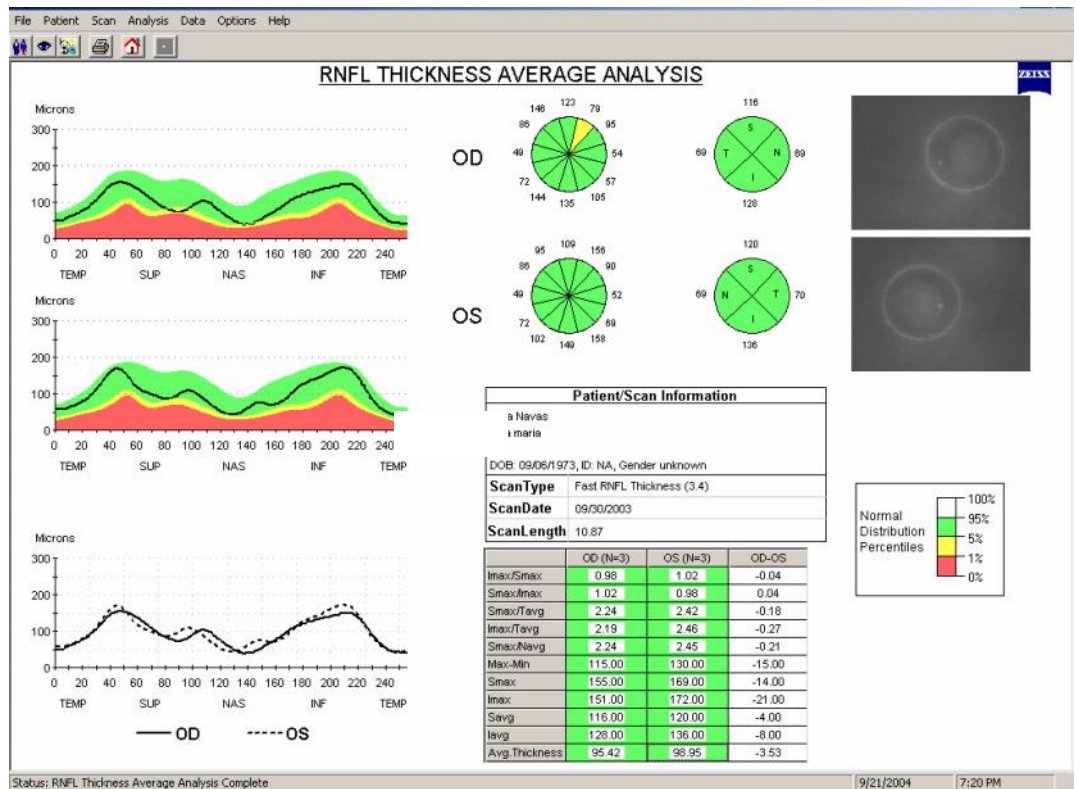 File Patient Scan Analysis Data Options Help
RNFL THICKNESS AVERAGE ANALYSIS
ZEISS
Microns
300
200
100
0
0 20 40 60 80 100 120 140 160 180 200 220 240
TEMP SUP NAS INF TEMP
OD
146 123 79
86 95
49 54
72 57
144 135 105
116
S
69 T N 69
I
128
Microns
300
200
100
0
0 20 40 60 80 100 120 140 160 180 200 220 240
TEMP SUP NAS INF TEMP
OS
95 109 156
86 90
49 52
72 69
102 149 158
120
S
69 N T 70
I
136
Patient/Scan Information
a Navas
maria
DOB: 09/06/1973, ID: NA, Gender unknown
ScanType Fast RNFL Thickness (3.4)
ScanDate 09/30/2003
ScanLength 10.87
Normal
Distribution
Percentiles
100%
95%
5%
1%
0%
Microns
300
200
100
0
0 20 40 60 80 100 120 140 160 180 200 220 240
TEMP SUP NAS INF TEMP
OD OS
OD (N=3) OS (N=3) OD-OS
Imax/Smax 0.98 1.02 -0.04
Smax/Imax 1.02 0.98 0.04
Smax/Tavg 2.24 2.42 -0.18
Imax/Tavg 2.19 2.46 -0.27
Smax/Navg 2.24 2.45 -0.21
Max-Min 115.00 130.00 -15.00
Smax 155.00 169.00 -14.00
Imax 151.00 172.00 -21.00
Savg 116.00 120.00 -4.00
Iavg 128.00 136.00 -8.00
Avg.Thickness 95.42 98.95 -3.53
Status: RNFL Thickness Average Analysis Complete
9/21/2004 7:20 PM